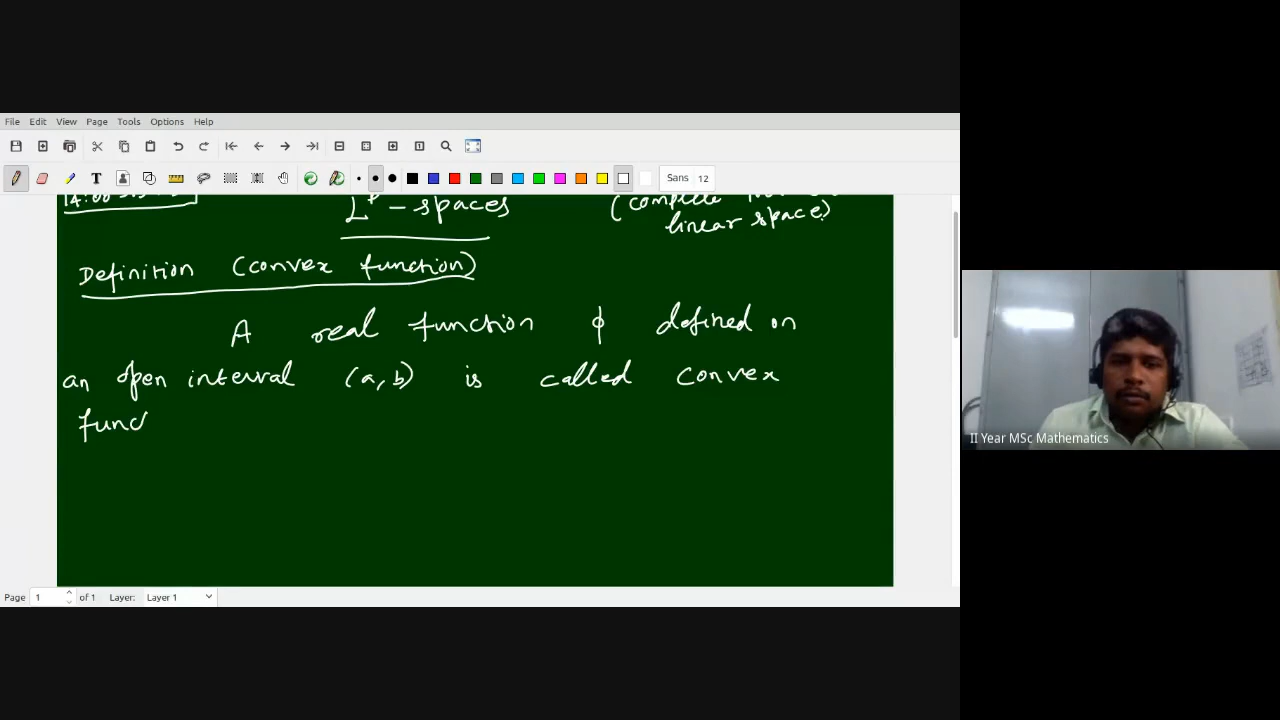 File Edit View Page Tools Options Help
Sans 12
L^p - spaces
(complete
linear space)
Definition (convex function)
A real function ϕ defined on
an open interval (a, b) is called convex
func
II Year MSc Mathematics
Page 1 of 1 Layer: Layer 1